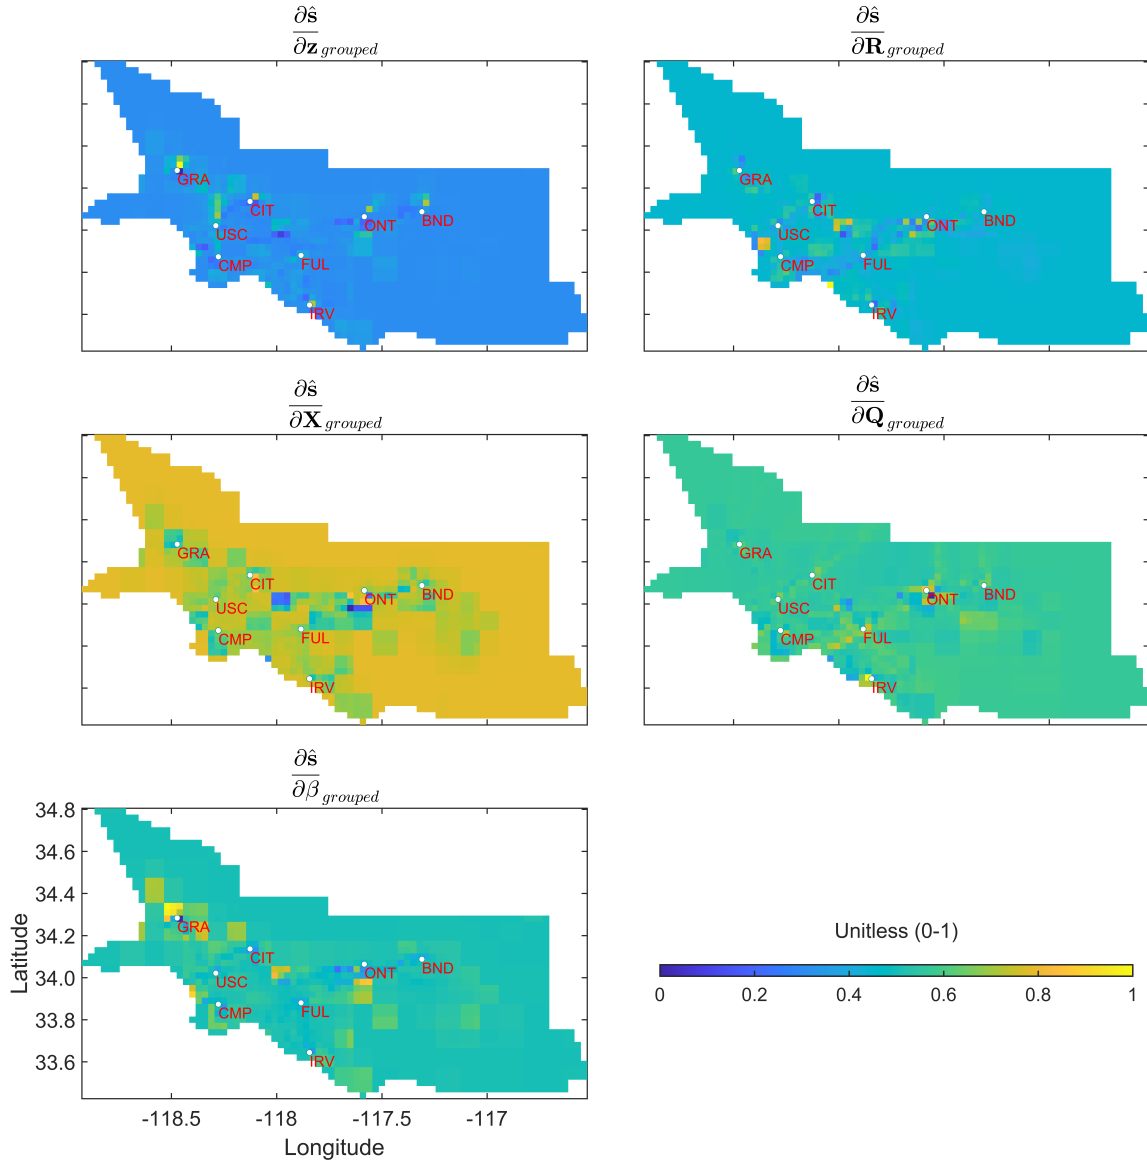 ∂ŝ
∂z grouped
∂ŝ
∂R grouped
GRA
CIT
USC
CMP
FUL
ONT
BND
IRV
GRA
CIT
USC
CMP
FUL
ONT
BND
IRV
∂ŝ
∂X grouped
∂ŝ
∂Q grouped
GRA
CIT
USC
CMP
FUL
ONT
BND
IRV
GRA
CIT
USC
CMP
FUL
ONT
BND
IRV
∂ŝ
∂β grouped
34.8
34.6
34.4
34.2
34.0
33.8
33.6
Latitude
GRA
CIT
USC
CMP
FUL
ONT
BND
IRV
-118.5 -118 -117.5 -117
Longitude
Unitless (0-1)
0 0.2 0.4 0.6 0.8 1